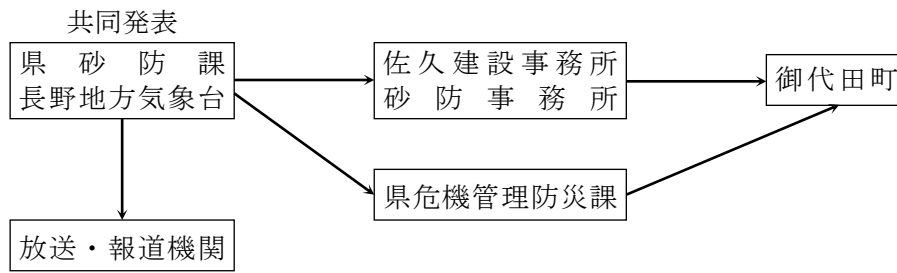 共同発表
県砂防課
長野地方気象台
佐久建設事務所
砂防事務所
御代田町
県危機管理防災課
放送・報道機関